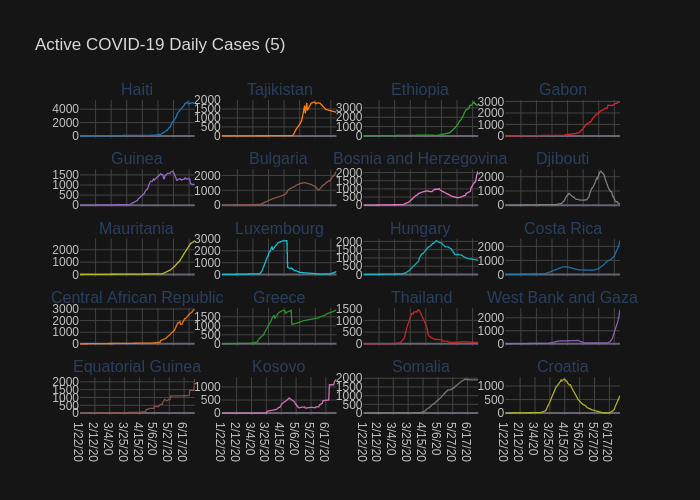 Active COVID-19 Daily Cases (5)
Haiti Tajikistan Ethiopia Gabon
4000 2000 0
2000 1500 1000 500 0
3000 2000 1000 0
3000 2000 1000 0
Guinea Bulgaria Bosnia and Herzegovina Djibouti
1500 1000 500 0
2000 1000 0
2000 1500 1000 500 0
2000 1000 0
Mauritania Luxembourg Hungary Costa Rica
2000 1000 0
3000 2000 1000 0
2000 1500 1000 500 0
2000 1000 0
Central African Republic Greece Thailand West Bank and Gaza
3000 2000 1000 0
1500 1000 500 0
1500 1000 500 0
2000 1000 0
Equatorial Guinea Kosovo Somalia Croatia
2000 1500 1000 500 0
1000 0
2000 1500 1000 500 0
1000 500 0
1/22/20 2/12/20 3/4/20 3/25/20 4/15/20 5/6/20 5/27/20 6/17/20
1/22/20 2/12/20 3/4/20 3/25/20 4/15/20 5/6/20 5/27/20 6/17/20
1/22/20 2/12/20 3/4/20 3/25/20 4/15/20 5/6/20 5/27/20 6/17/20
1/22/20 2/12/20 3/4/20 3/25/20 4/15/20 5/6/20 5/27/20 6/17/20